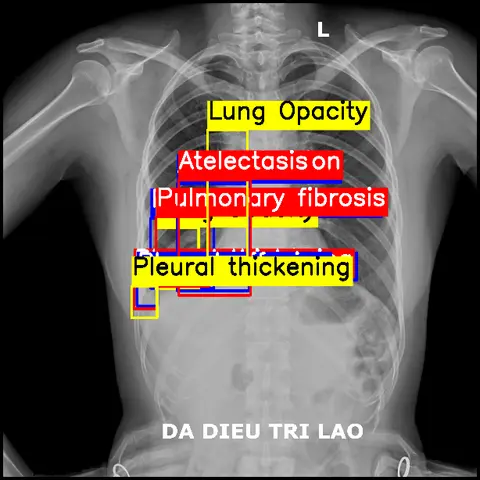 L
Lung Opacity
Atelectasis on
Pulmonary fibrosis
Pleural thickening
DA DIEU TRI LAO